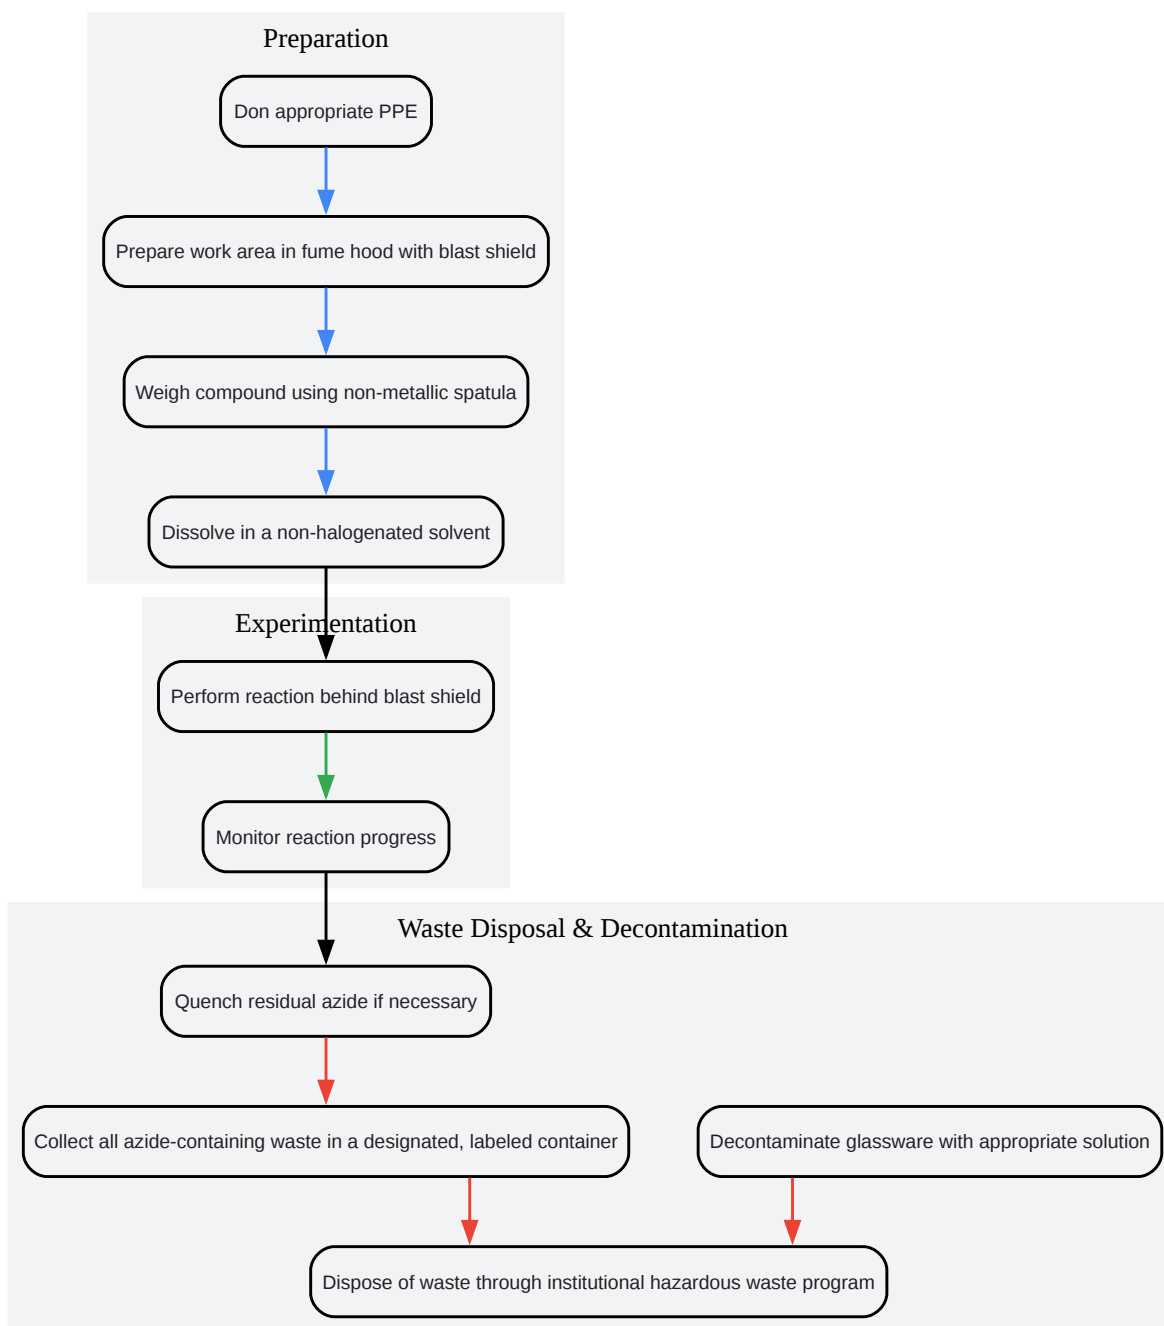 Preparation
Don appropriate PPE
Prepare work area in fume hood with blast shield
Weigh compound using non-metallic spatula
Dissolve in a non-halogenated solvent
Experimentation
Perform reaction behind blast shield
Monitor reaction progress
Waste Disposal & Decontamination
Quench residual azide if necessary
Collect all azide-containing waste in a designated, labeled container
Decontaminate glassware with appropriate solution
Dispose of waste through institutional hazardous waste program